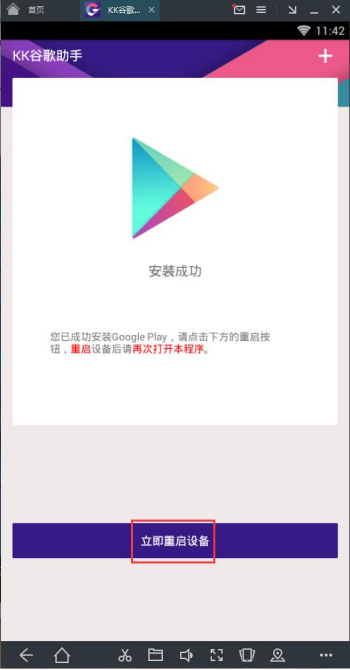 首页
KK谷歌...
11:42
KK谷歌助手
安装成功
您已成功安装Google Play，请点击下方的重启按
钮，重启设备后请再次打开本程序。
立即重启设备